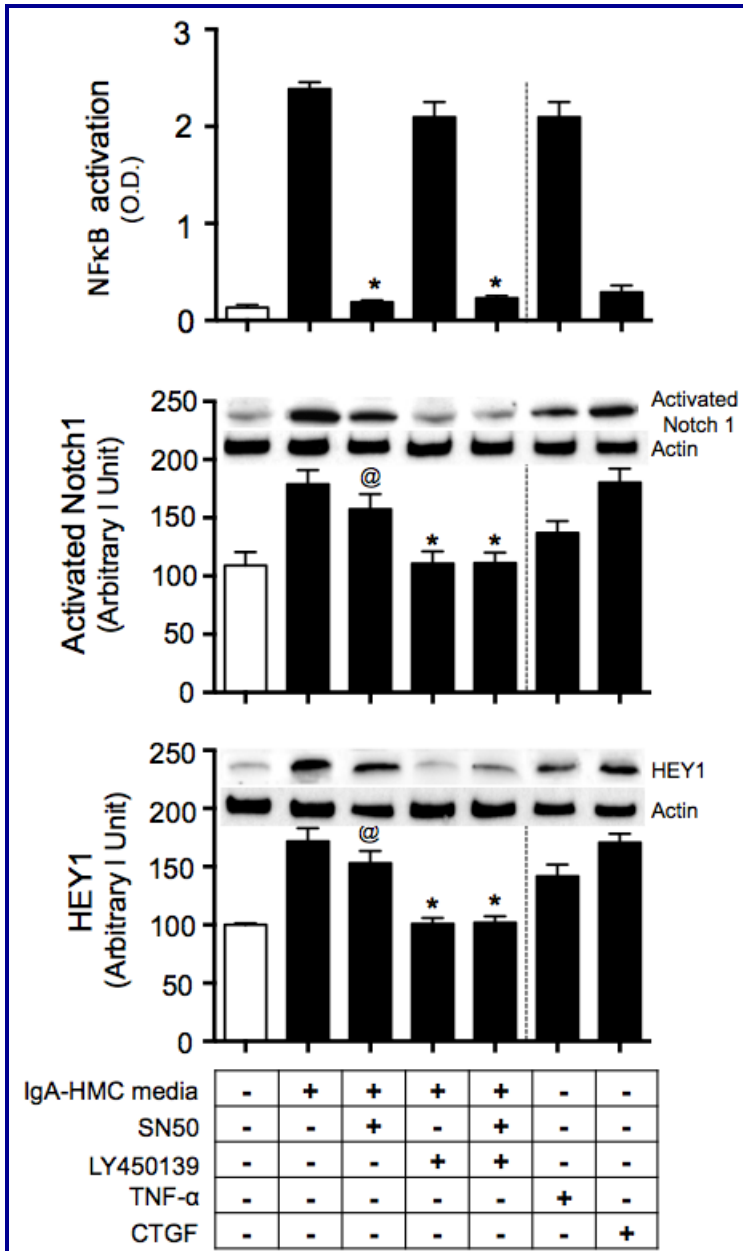 3
2
1
0
NFκB activation
(O.D.)
* *
250
200
150
100
50
0
Activated Notch1
(Arbitrary I Unit)
Activated
Notch 1
Actin
@
* *
250
200
150
100
50
0
HEY1
(Arbitrary I Unit)
HEY1
Actin
@
* *
IgA-HMC media - + + + + - -
SN50 - - + - + - -
LY450139 - - - + + - -
TNF-α - - - - - + -
CTGF - - - - - - +